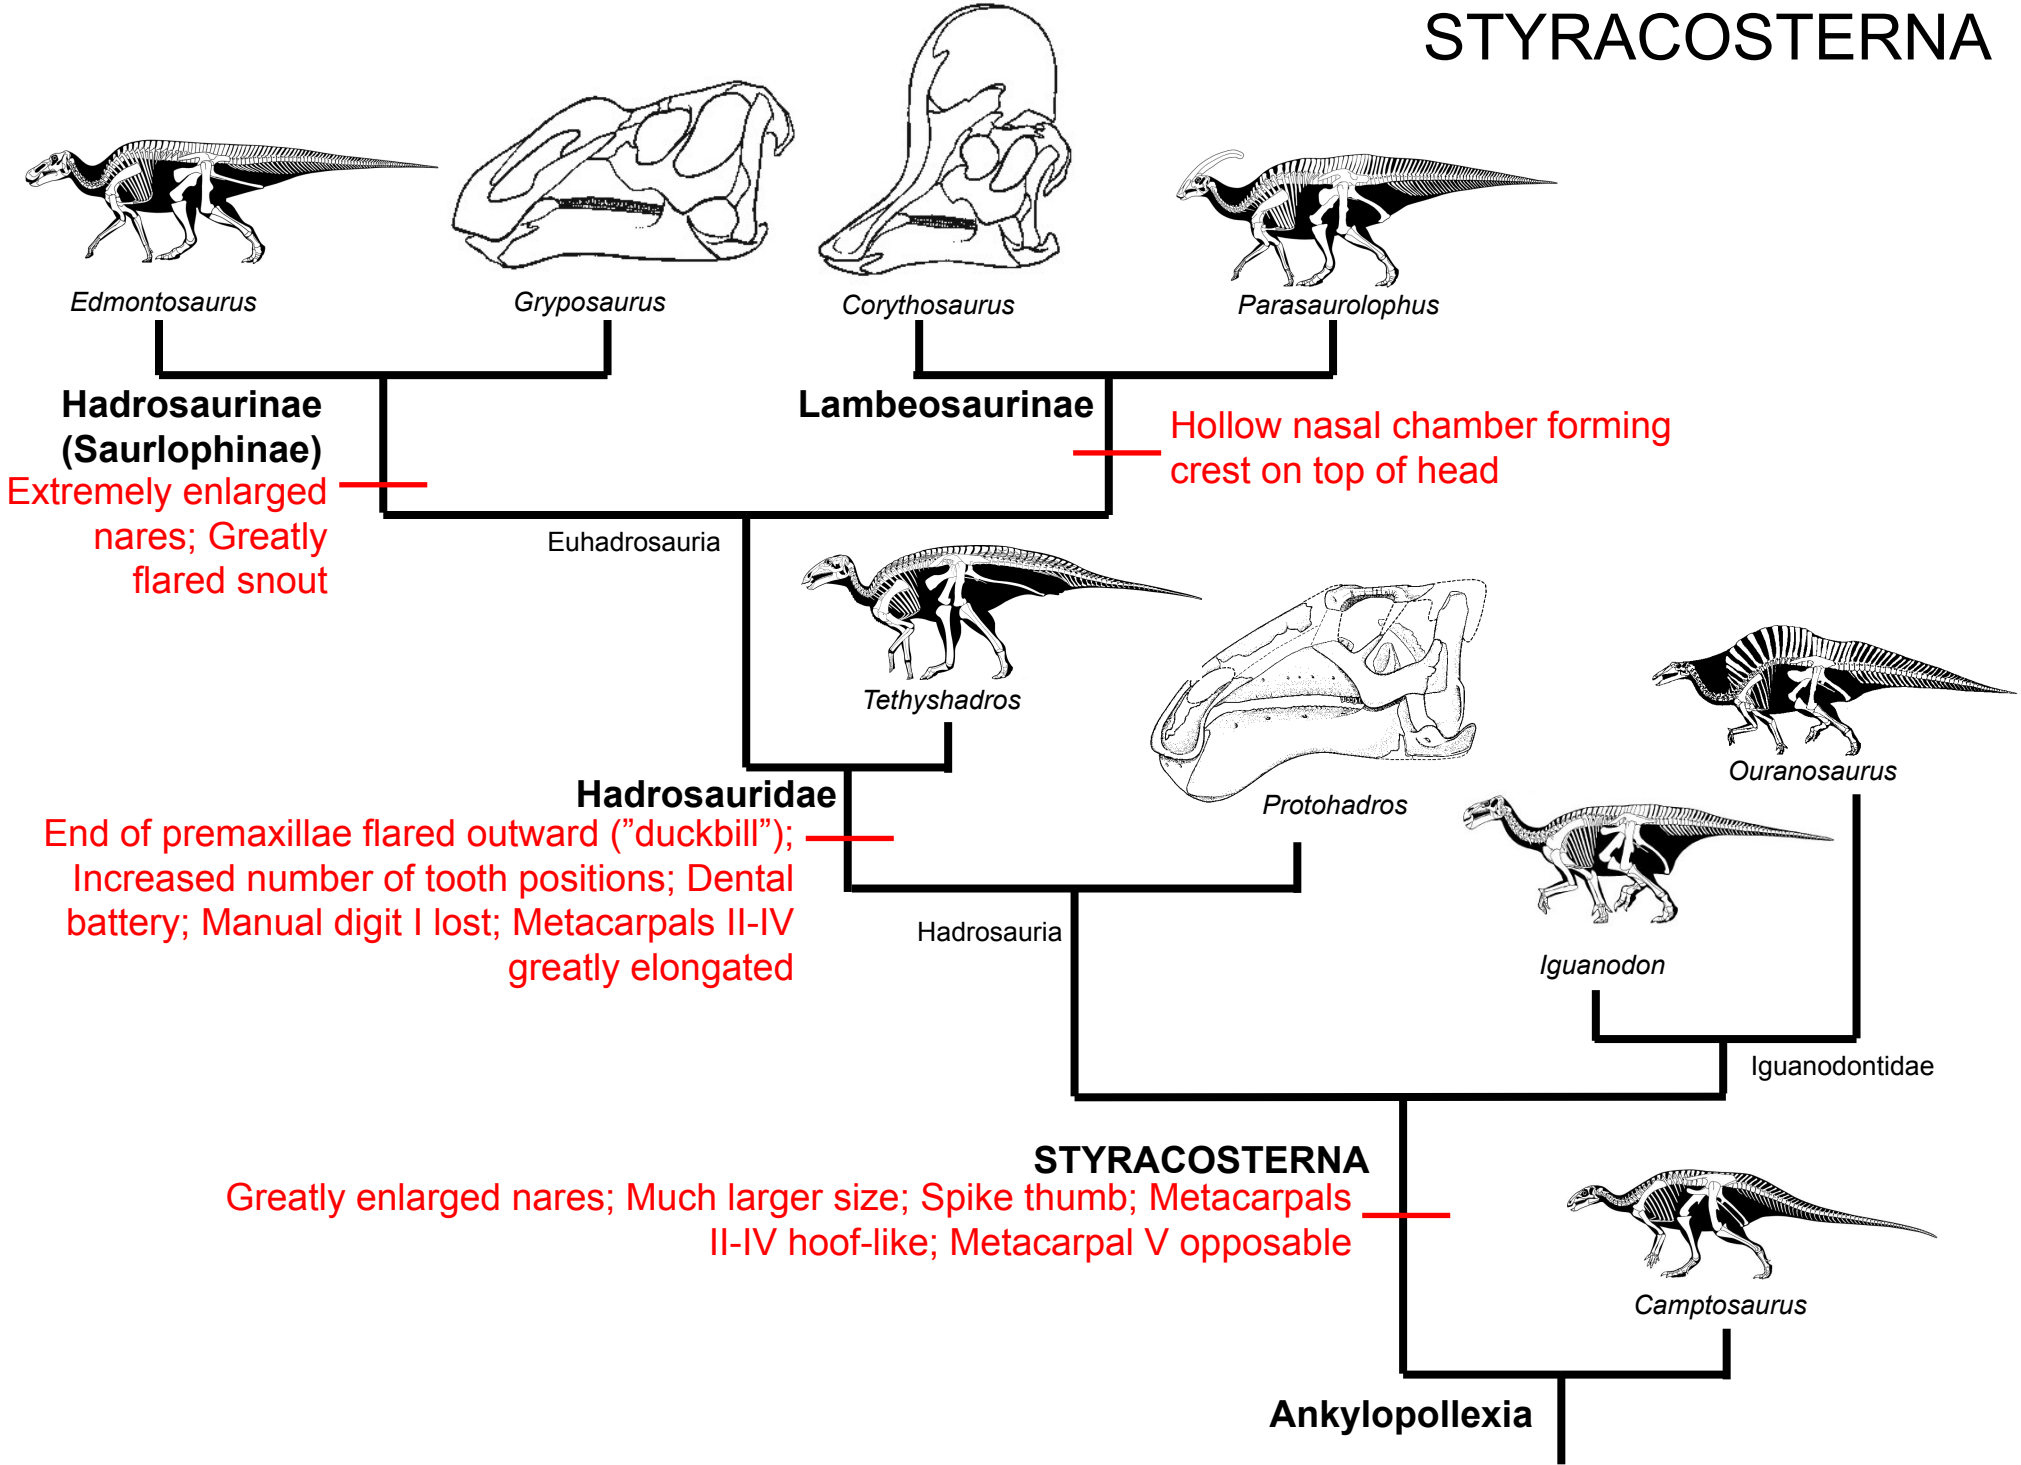 STYRACOSTERNA
Edmontosaurus
Gryposaurus
Corythosaurus
Parasaurolophus
Hadrosaurinae
(Saurlophinae)
Extremely enlarged
nares; Greatly
flared snout
Lambeosaurinae
Hollow nasal chamber forming
crest on top of head
Euhadrosauria
Tethyshadros
Protohadros
Ouranosaurus
Hadrosauridae
End of premaxillae flared outward (”duckbill”);
Increased number of tooth positions; Dental
battery; Manual digit I lost; Metacarpals II-IV
greatly elongated
Hadrosauria
Iguanodon
Iguanodontidae
STYRACOSTERNA
Greatly enlarged nares; Much larger size; Spike thumb; Metacarpals
II-IV hoof-like; Metacarpal V opposable
Camptosaurus
Ankylopollexia